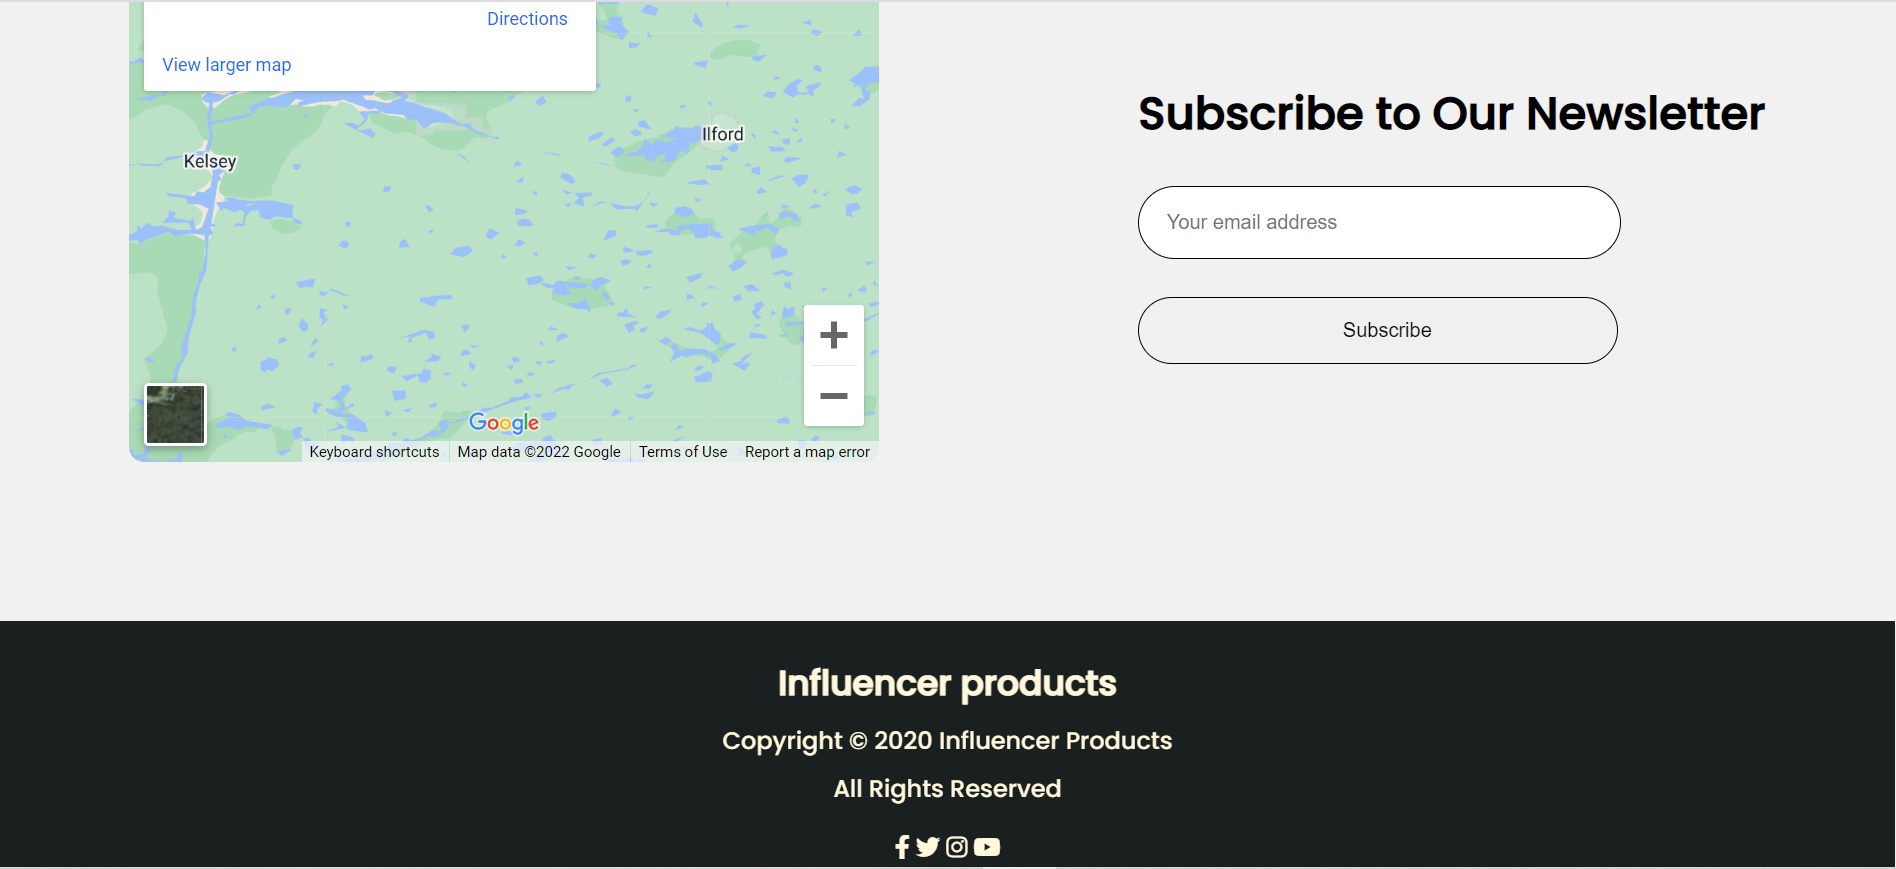 Directions
View larger map
Ilford
Kelsey
Google
Keyboard shortcuts
Map data ©2022 Google
Terms of Use
Report a map error
Subscribe to Our Newsletter
Your email address
Subscribe
Influencer products
Copyright © 2020 Influencer Products
All Rights Reserved